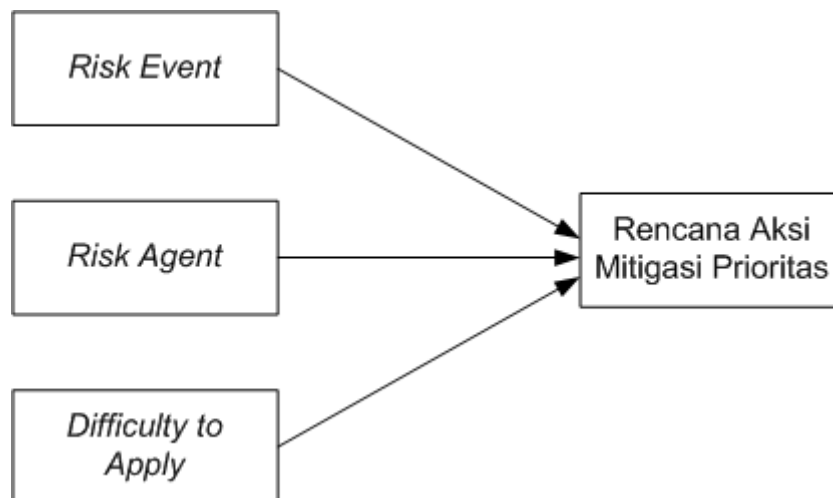 Risk Event
Risk Agent
Rencana Aksi
Mitigasi Prioritas
Difficulty to
Apply